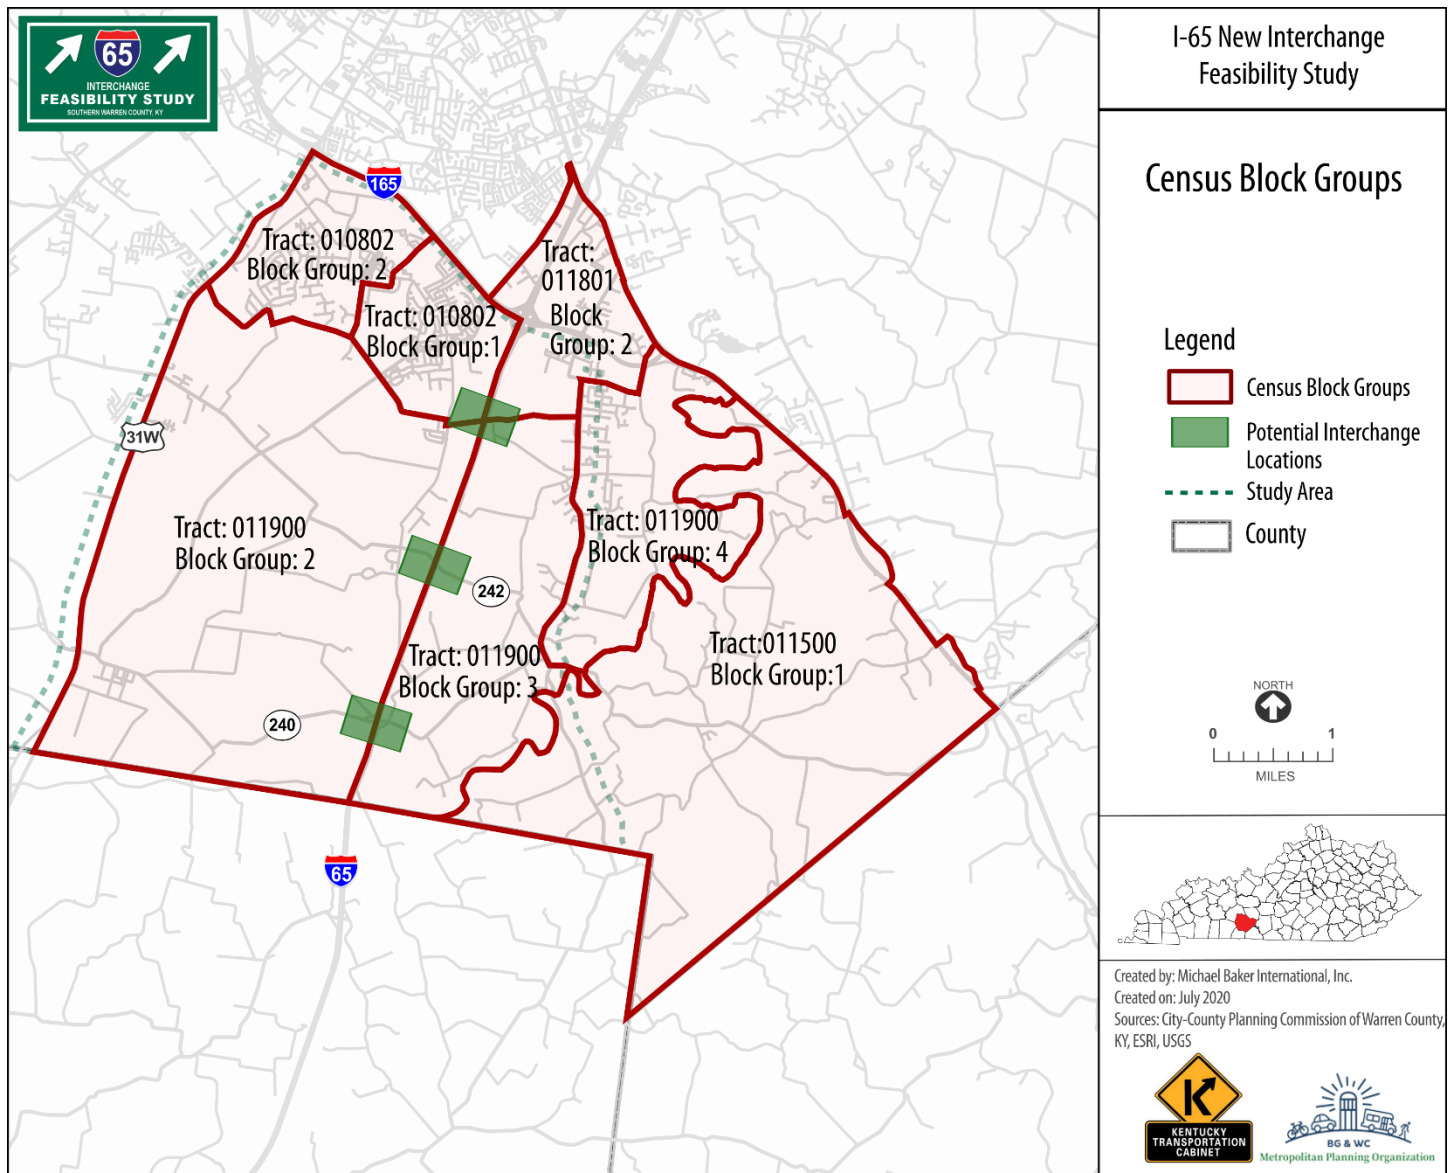 65
INTERCHANGE
FEASIBILITY STUDY
SOUTHERN WARREN COUNTY, KY
165
Tract: 010802
Block Group: 2
Tract:
011801
Block
Group: 2
Tract: 010802
Block Group:1
31W
Tract: 011900
Block Group: 2
Tract: 011900
Block Group: 4
242
Tract: 011900
Block Group: 3
Tract:011500
Block Group:1
240
65
I-65 New Interchange
Feasibility Study
Census Block Groups
Legend
Census Block Groups
Potential Interchange
Locations
Study Area
County
NORTH
0 1
MILES
Created by: Michael Baker International, Inc.
Created on: July 2020
Sources: City-County Planning Commission of Warren County,
KY, ESRI, USGS
KENTUCKY
TRANSPORTATION
CABINET
BG & WC
Metropolitan Planning Organization